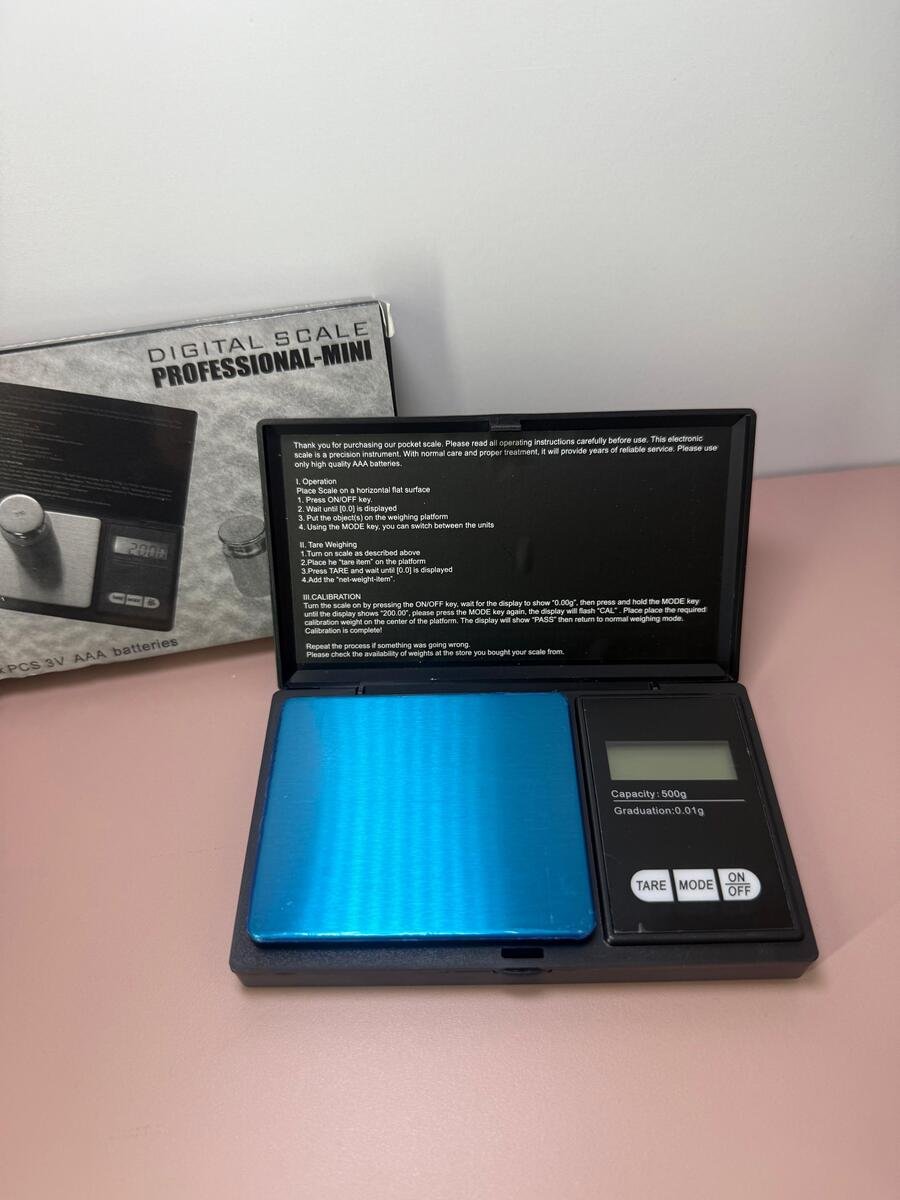 DIGITAL SCALE
PROFESSIONAL-MINI
200.0
TARE MODE
PCS 3V AAA batteries
Thank you for purchasing our pocket scale. Please read all operating instructions carefully before use. This electronic
scale is a precision instrument. With normal care and proper treatment, it will provide years of reliable service. Please use
only high quality AAA batteries.
I. Operation
Place Scale on a horizontal flat surface
1. Press ON/OFF key.
2. Wait until [0.0] is displayed
3. Put the object(s) on the weighing platform
4. Using the MODE key, you can switch between the units
II. Tare Weighing
1.Turn on scale as described above
2.Place he "tare item" on the platform
3.Press TARE and wait until [0.0] is displayed
4.Add the "net-weight-item".
III.CALIBRATION
Turn the scale on by pressing the ON/OFF key, wait for the display to show "0.00g", then press and hold the MODE key
until the display shows "200.00", please press the MODE key again, the display will flash "CAL" . Place place the required
calibration weight on the center of the platform. The display will show "PASS" then return to normal weighing mode.
Calibration is complete!
Repeat the process if something was going wrong.
Please check the availability of weights at the store you bought your scale from.
Capacity:500g
Graduation:0.01g
TARE MODE ON
OFF